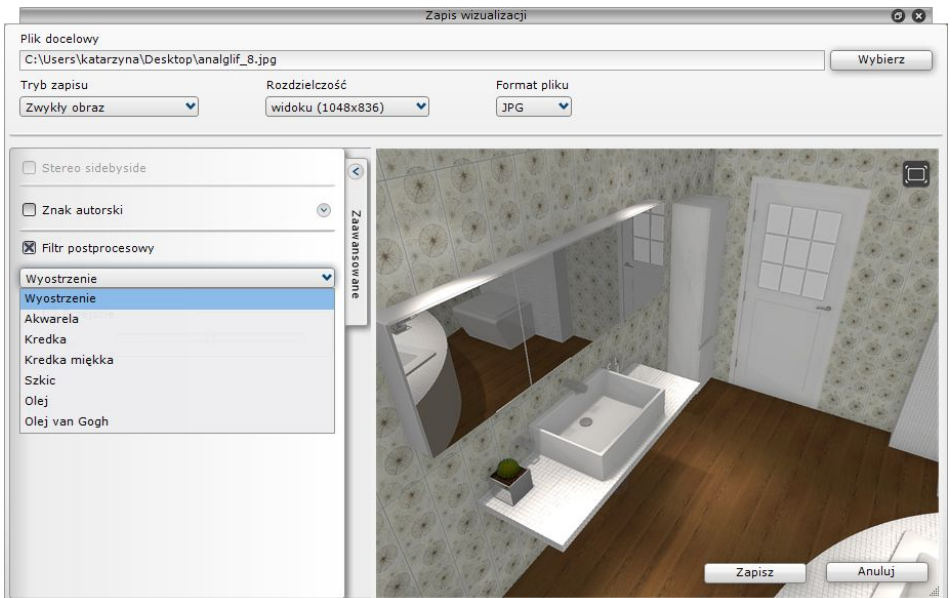 Zapis wizualizacji
Plik docelowy
C:\Users\katarzyna\Desktop\analglif_8.jpg
Wybierz
Tryb zapisu
Rozdzielczość
Format pliku
Zwykły obraz
widoku (1048x836)
JPG
Stereo sidebyside
Znak autorski
Filtr postprocesowy
Wyostrzenie
Wyostrzenie
Akwarela
Kredka
Kredka miękka
Szkic
Olej
Olej van Gogh
Zaawansowane
Zapisz
Anuluj